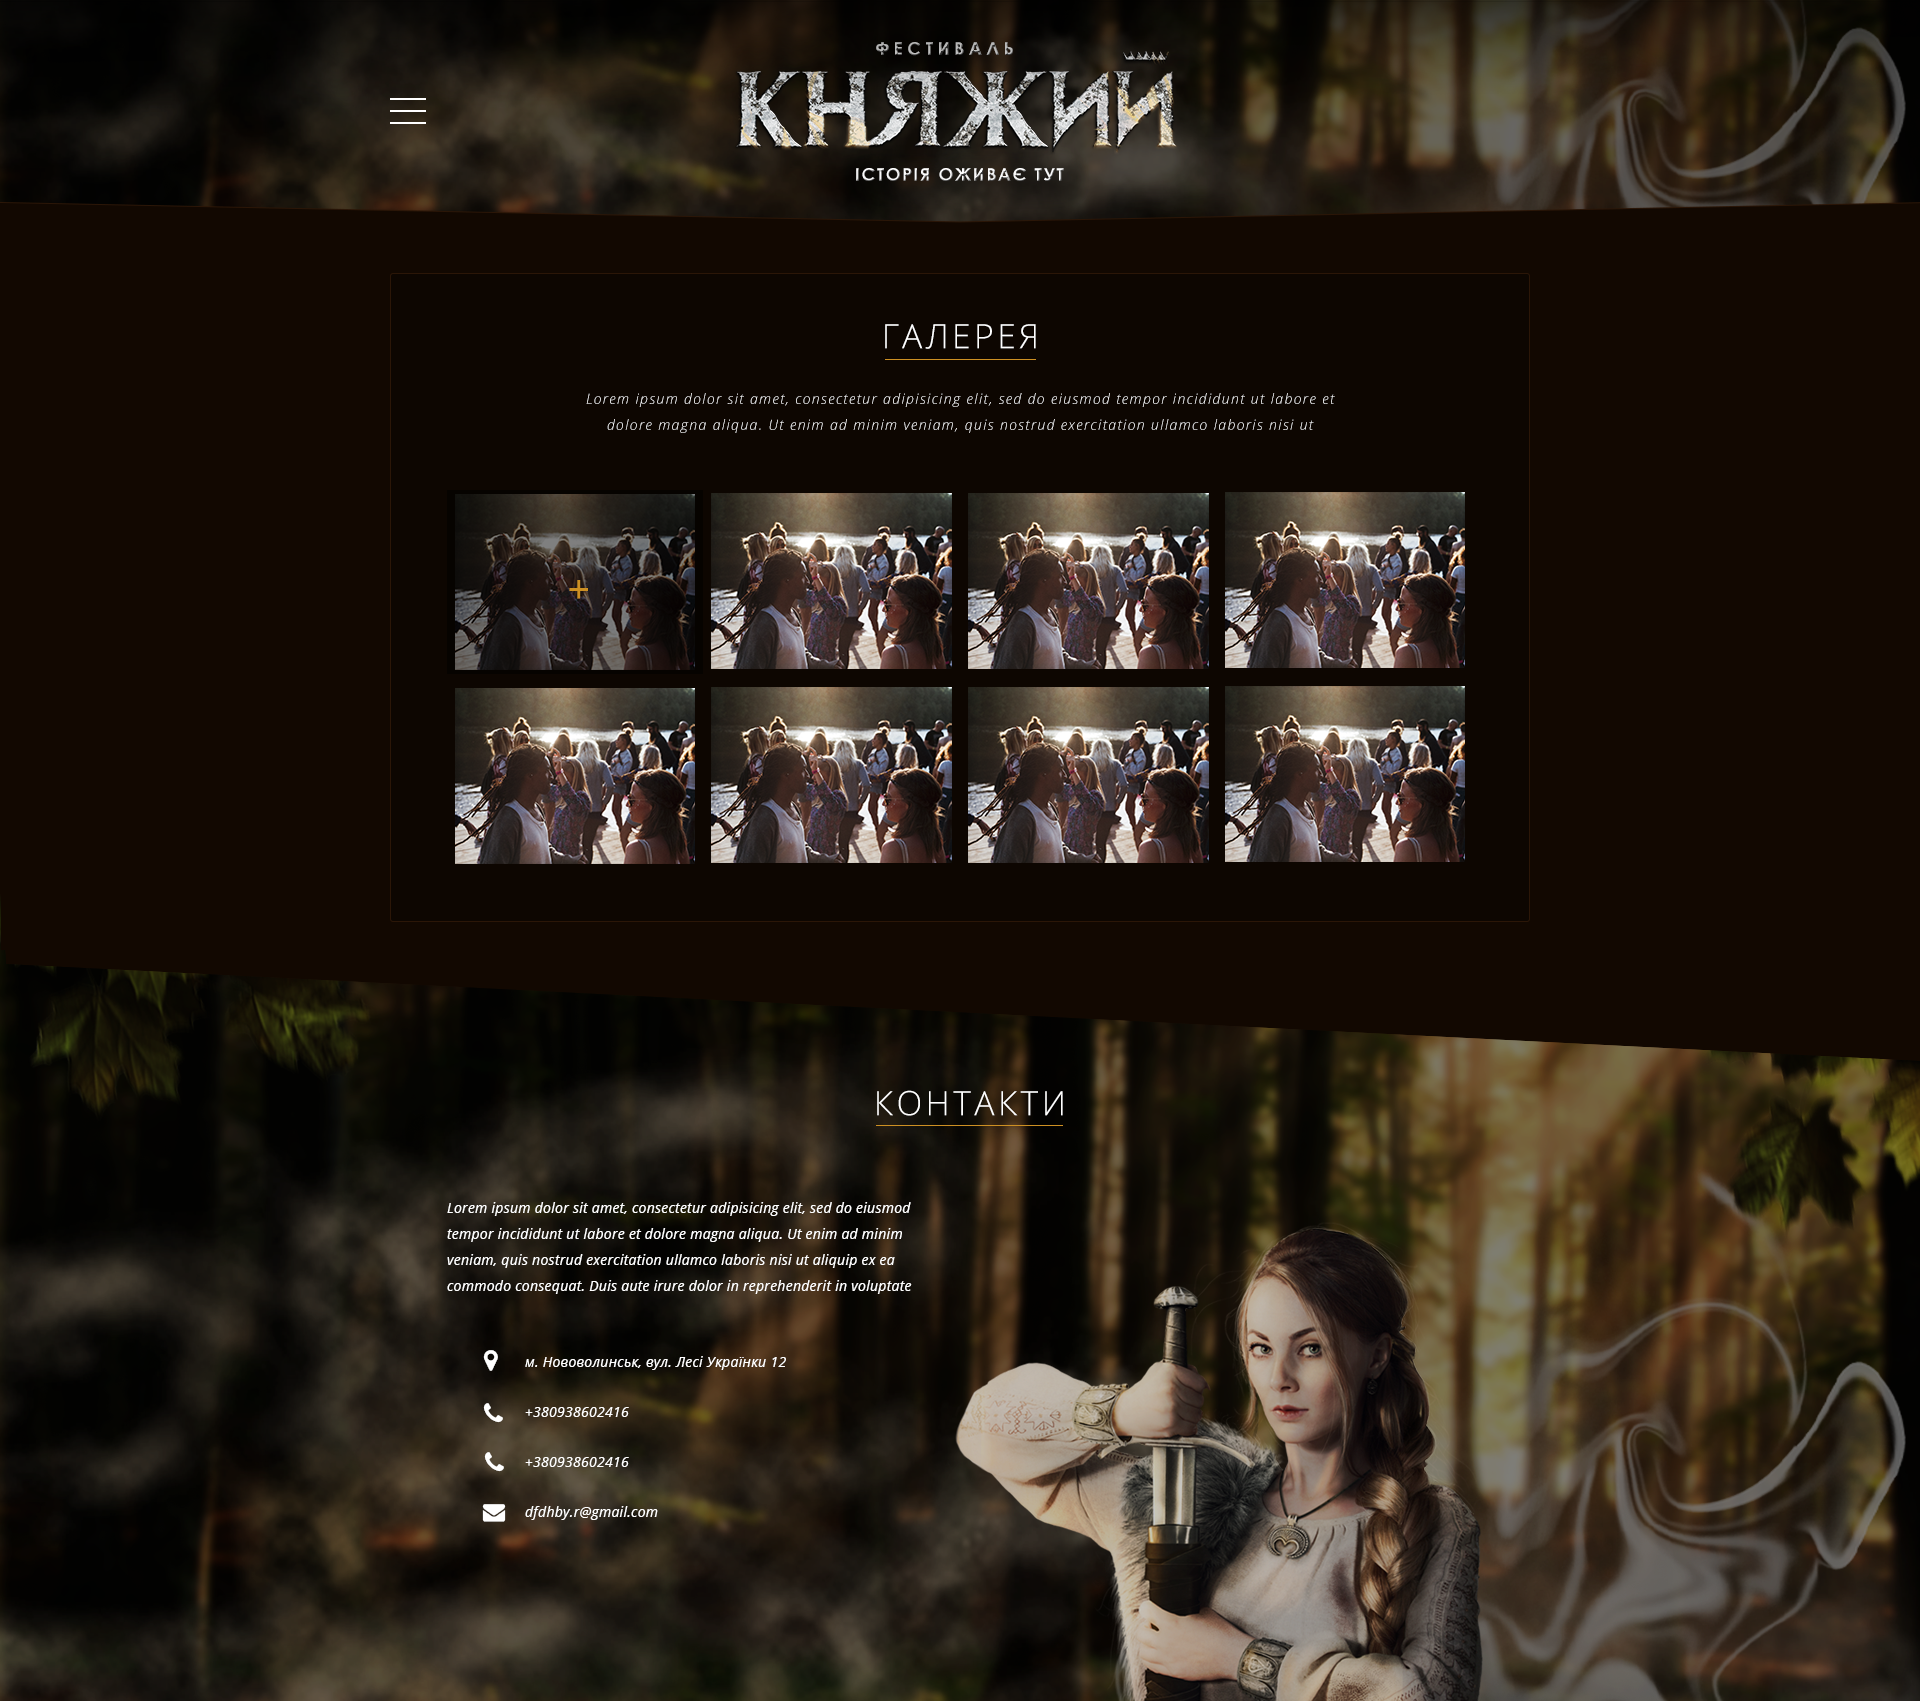 ФЕСТИВАЛЬ
КНЯЖИЙ
ІСТОРІЯ ОЖИВАЄ ТУТ
ГАЛЕРЕЯ
Lorem ipsum dolor sit amet, consectetur adipisicing elit, sed do eiusmod tempor incididunt ut labore et
dolore magna aliqua. Ut enim ad minim veniam, quis nostrud exercitation ullamco laboris nisi ut
КОНТАКТИ
Lorem ipsum dolor sit amet, consectetur adipisicing elit, sed do eiusmod
tempor incididunt ut labore et dolore magna aliqua. Ut enim ad minim
veniam, quis nostrud exercitation ullamco laboris nisi ut aliquip ex ea
commodo consequat. Duis aute irure dolor in reprehenderit in voluptate
м. Нововолинськ, вул. Лесі Українки 12
+380938602416
+380938602416
dfdhby.r@gmail.com